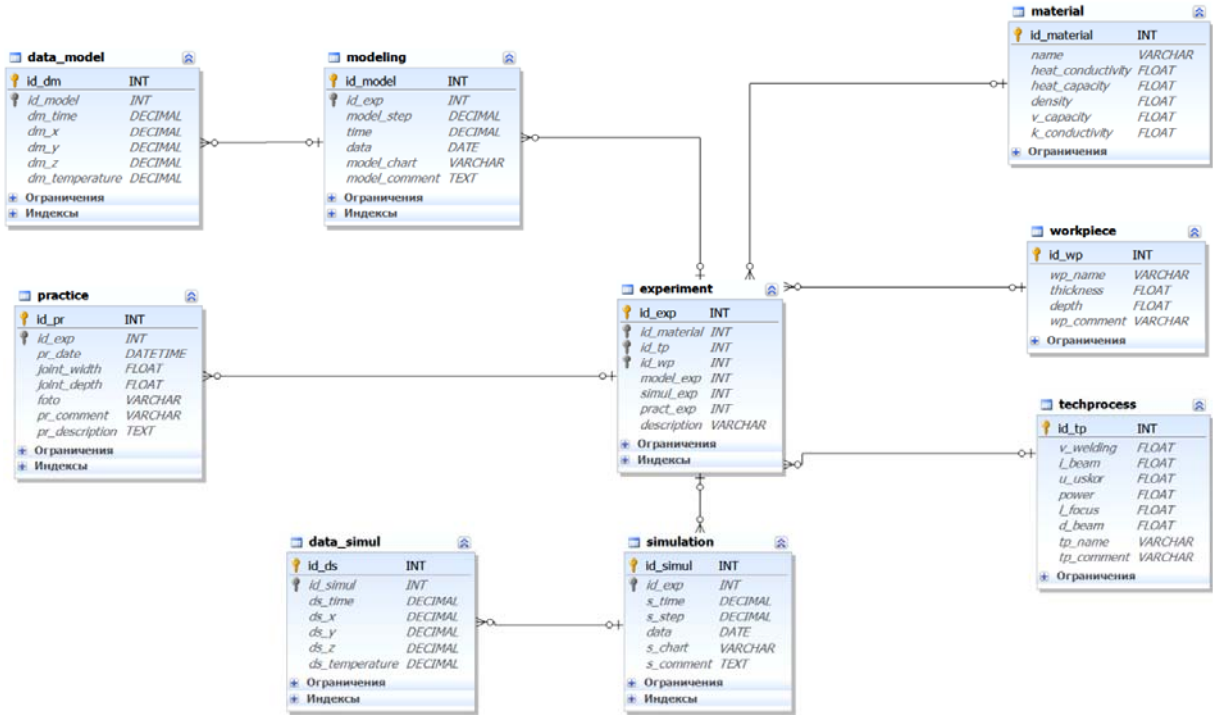 data_model
id_dm INT
id_model INT
dm_time DECIMAL
dm_x DECIMAL
dm_y DECIMAL
dm_z DECIMAL
dm_temperature DECIMAL
Ограничения
Индексы
modeling
id_model INT
id_exp INT
model_step DECIMAL
time DECIMAL
data DATE
model_chart VARCHAR
model_comment TEXT
Ограничения
Индексы
material
id_material INT
name VARCHAR
heat_conductivity FLOAT
heat_capacity FLOAT
density FLOAT
v_capacity FLOAT
k_conductivity FLOAT
Ограничения
workpiece
id_wp INT
wp_name VARCHAR
thickness FLOAT
depth FLOAT
wp_comment VARCHAR
Ограничения
practice
id_pr INT
id_exp INT
pr_date DATETIME
joint_width FLOAT
joint_depth FLOAT
foto VARCHAR
pr_comment VARCHAR
pr_description TEXT
Ограничения
Индексы
experiment
id_exp INT
id_material INT
id_tp INT
id_wp INT
model_exp INT
simul_exp INT
pract_exp INT
description VARCHAR
Ограничения
Индексы
techprocess
id_tp INT
v_welding FLOAT
i_beam FLOAT
u_uskor FLOAT
power FLOAT
l_focus FLOAT
d_beam FLOAT
tp_name VARCHAR
tp_comment VARCHAR
Ограничения
data_simul
id_ds INT
id_simul INT
ds_time DECIMAL
ds_x DECIMAL
ds_y DECIMAL
ds_z DECIMAL
ds_temperature DECIMAL
Ограничения
Индексы
simulation
id_simul INT
id_exp INT
s_time DECIMAL
s_step DECIMAL
data DATE
s_chart VARCHAR
s_comment TEXT
Ограничения
Индексы